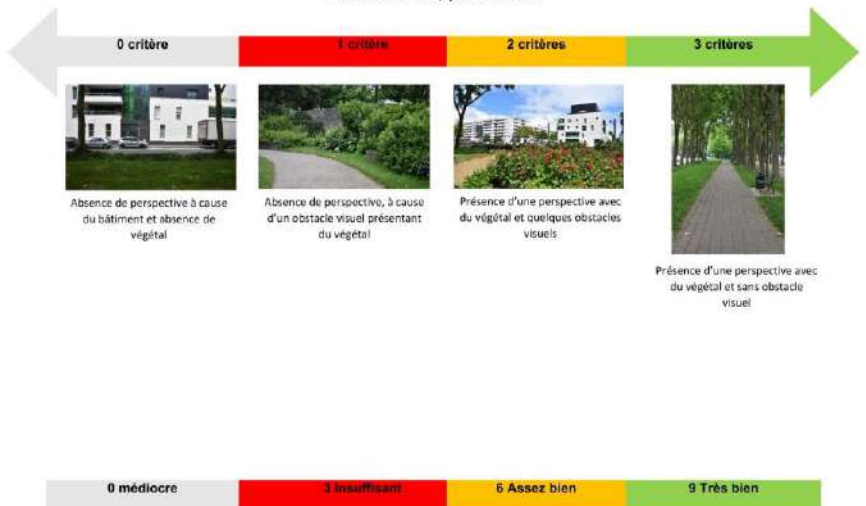 0 critère
1 critère
2 critères
3 critères
Absence de perspective à cause
du bâtiment et absence de
végétal
Absence de perspective, à cause
d'un obstacle visuel présentant
du végétal
Présence d'une perspective avec
du végétal et quelques obstacles
visuels
Présence d'une perspective avec
du végétal et sans obstacle
visuel
0 médiocre
3 Insuffisant
6 Assez bien
9 Très bien